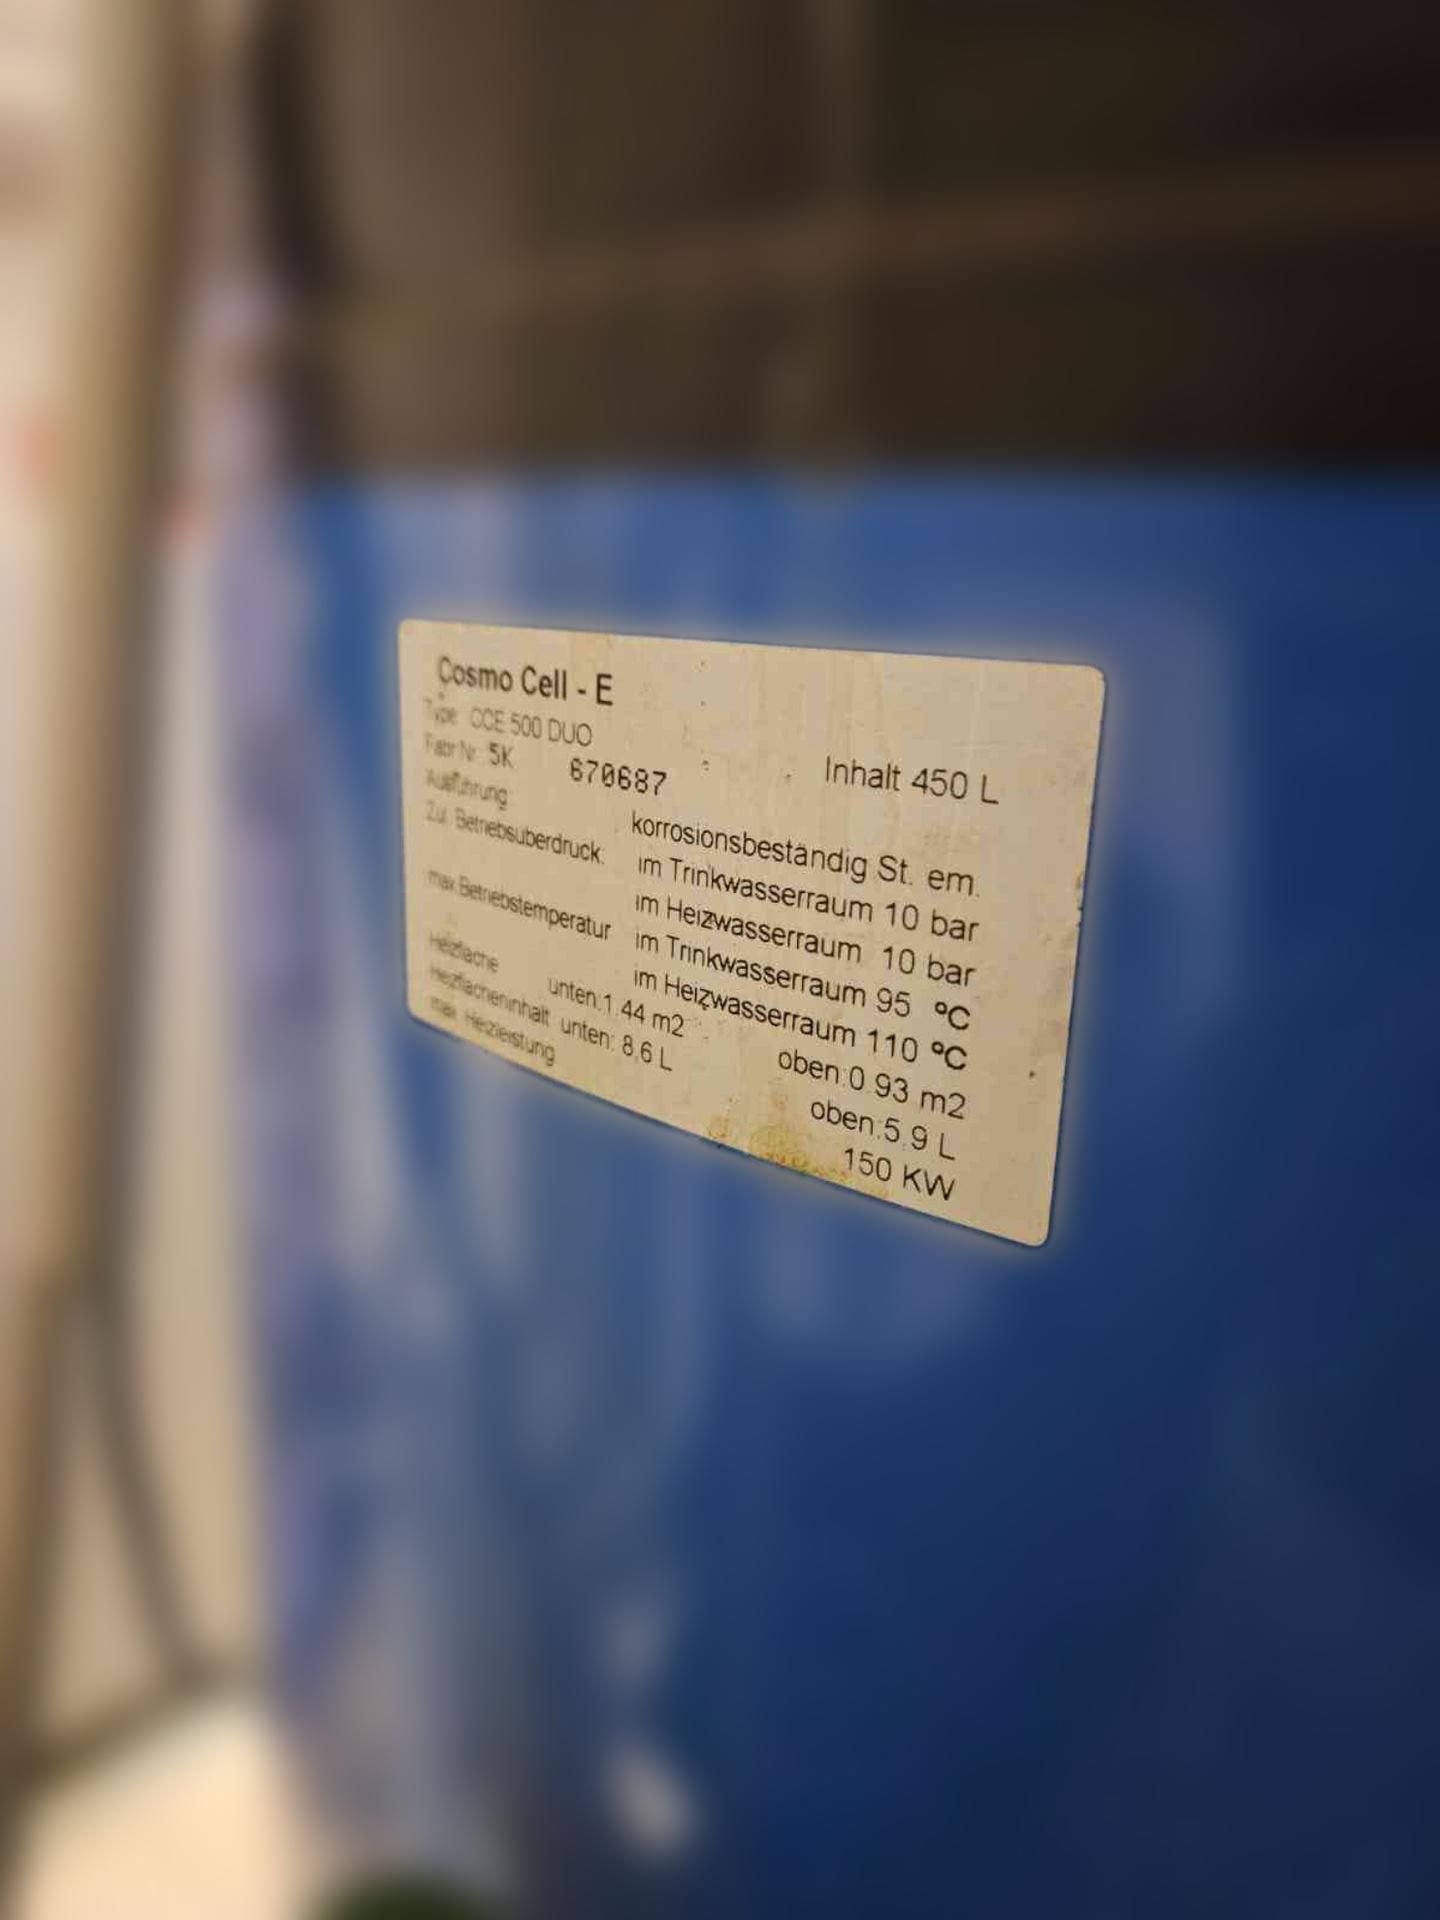 Cosmo Cell - E
Type: CCE 500 DUO
Inhalt 450 L
Fabr Nr. 5K 670687
Ausführung korrosionsbeständig St. em.
Zul. Betriebsüberdruck: im Trinkwasserraum 10 bar
im Heizwasserraum 10 bar
max.Betriebstemperatur im Trinkwasserraum 95 °C
im Heizwasserraum 110 °C
Heizfläche unten:1.44 m2 oben:0.93 m2
Heizflächeninhalt unten: 8,6 L oben:5.9 L
max. Heizleistung 150 KW